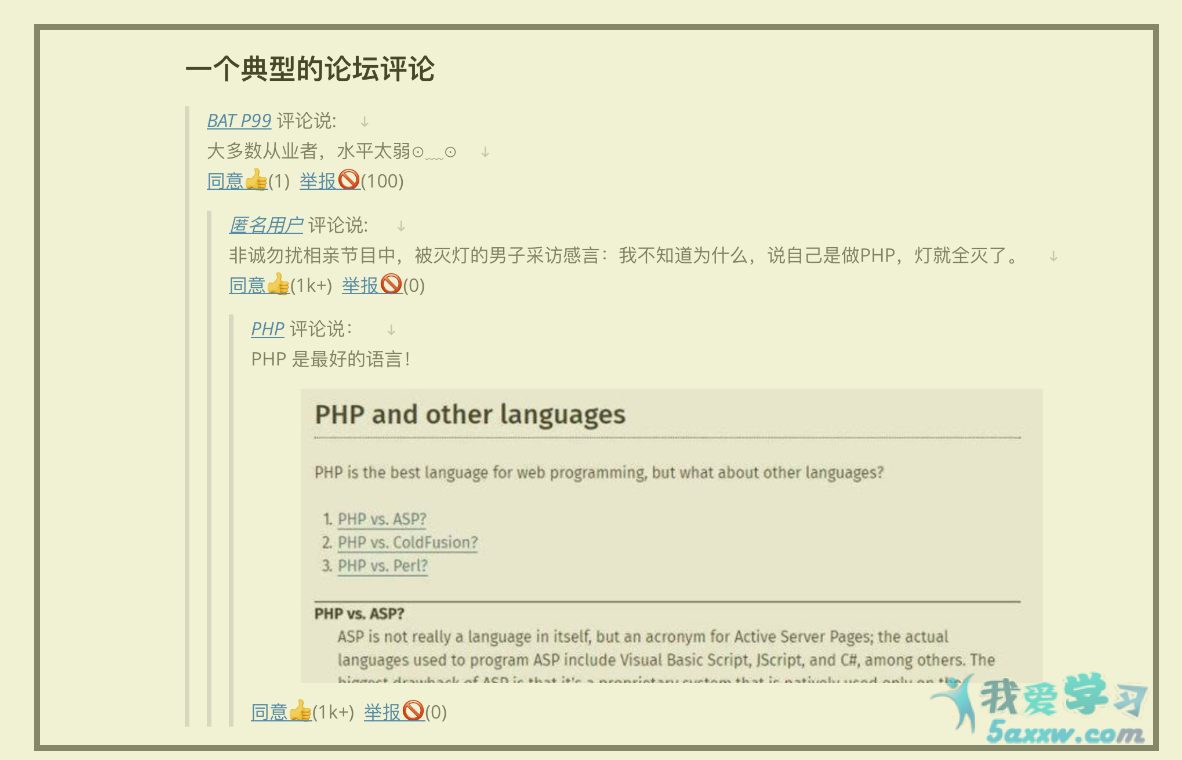 一个典型的论坛评论
BAT P99 评论说: ↓
大多数从业者，水平太弱⊙﹏⊙ ↓
同意👍(1) 举报🚫(100)
匿名用户 评论说: ↓
非诚勿扰相亲节目中，被灭灯的男子采访感言：我不知道为什么，说自己是做PHP，灯就全灭了。 ↓
同意👍(1k+) 举报🚫(0)
PHP 评论说： ↓
PHP 是最好的语言！
PHP and other languages
PHP is the best language for web programming, but what about other languages?
1. PHP vs. ASP?
2. PHP vs. ColdFusion?
3. PHP vs. Perl?
PHP vs. ASP?
ASP is not really a language in itself, but an acronym for Active Server Pages; the actual
languages used to program ASP include Visual Basic Script, JScript, and C#, among others. The
biggest drawback of ASP is that it's a proprietary system that is natively used only on the
同意👍(1k+) 举报🚫(0)
我爱学习
5axxw.com